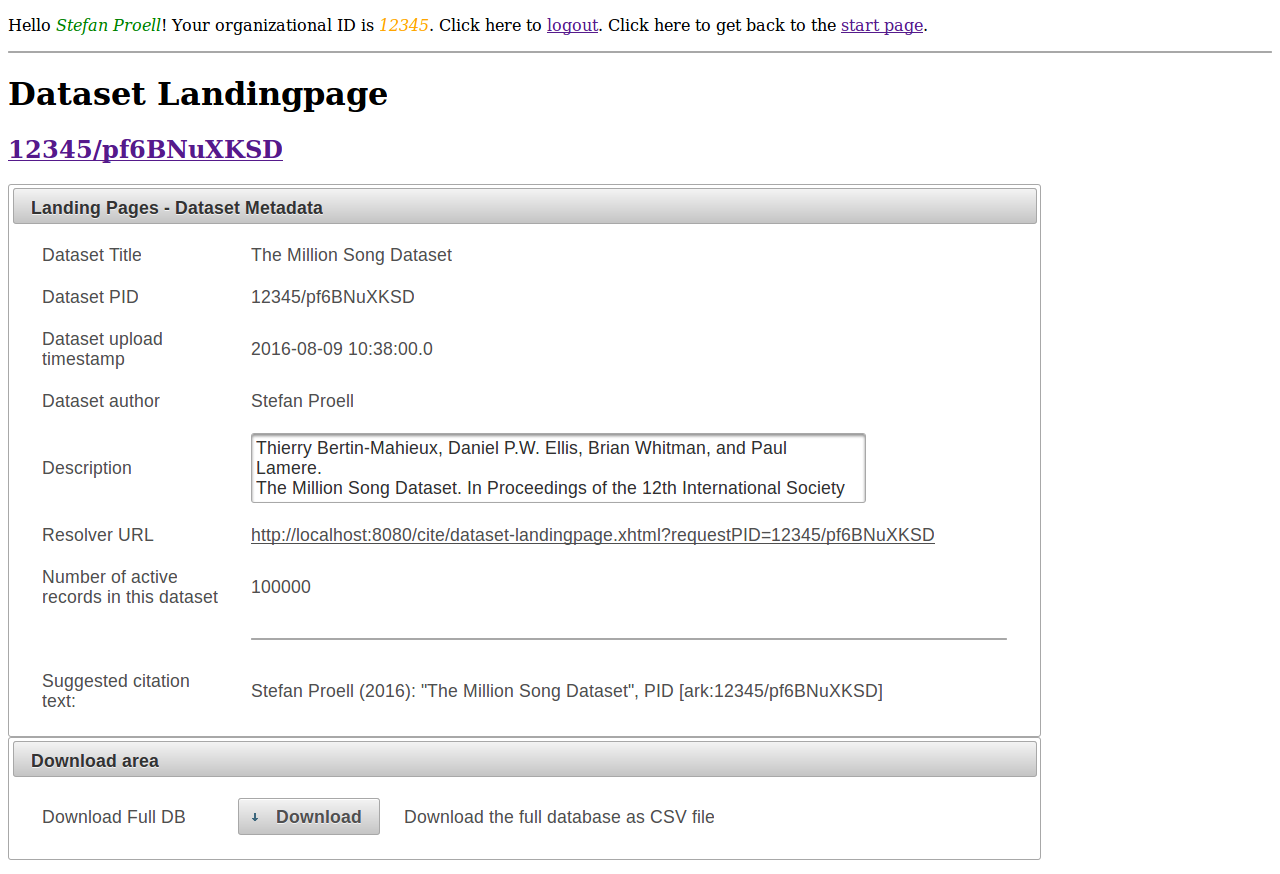 Hello Stefan Proell! Your organizational ID is 12345. Click here to logout. Click here to get back to the start page.
Dataset Landingpage
12345/pf6BNuXKSD
Landing Pages - Dataset Metadata
Dataset Title The Million Song Dataset
Dataset PID 12345/pf6BNuXKSD
Dataset upload
timestamp
2016-08-09 10:38:00.0
Dataset author Stefan Proell
Description
Thierry Bertin-Mahieux, Daniel P.W. Ellis, Brian Whitman, and Paul
Lamere.
The Million Song Dataset. In Proceedings of the 12th International Society
Resolver URL http://localhost:8080/cite/dataset-landingpage.xhtml?requestPID=12345/pf6BNuXKSD
Number of active
records in this dataset
100000
Suggested citation
text:
Stefan Proell (2016): "The Million Song Dataset", PID [ark:12345/pf6BNuXKSD]
Download area
Download Full DB Download Download the full database as CSV file